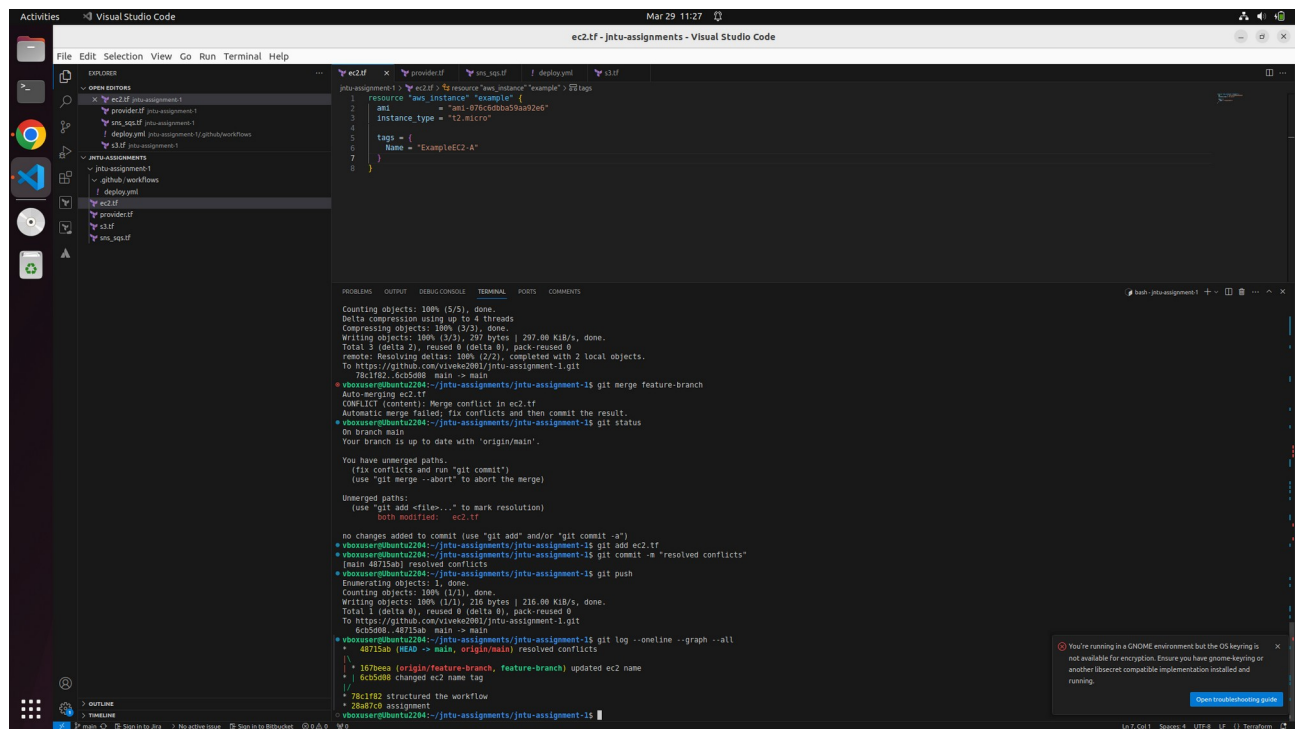 Activities
Visual Studio Code
Mar 29 11:27
ec2.tf - jntu-assignments - Visual Studio Code
File Edit Selection View Go Run Terminal Help
EXPLORER
OPEN EDITORS
ec2.tf jntu-assignment-1
provider.tf jntu-assignment-1
sns_sqs.tf jntu-assignment-1
deploy.yml jntu-assignment-1/.github/workflows
s3.tf jntu-assignment-1
JNTU-ASSIGNMENTS
jntu-assignment-1
.github/workflows
deploy.yml
ec2.tf
provider.tf
s3.tf
sns_sqs.tf
OUTLINE
TIMELINE
ec2.tf provider.tf sns_sqs.tf deploy.yml s3.tf
jntu-assignment-1 > ec2.tf > resource "aws_instance" "example" > tags
1 resource "aws_instance" "example" {
2 ami = "ami-076c6dbba59aa92e6"
3 instance_type = "t2.micro"
4
5 tags = {
6 Name = "ExampleEC2-A"
7 }
8 }
PROBLEMS OUTPUT DEBUG CONSOLE TERMINAL PORTS COMMENTS
bash - jntu-assignment-1
Counting objects: 100% (5/5), done.
Delta compression using up to 4 threads
Compressing objects: 100% (3/3), done.
Writing objects: 100% (3/3), 297 bytes | 297.00 KiB/s, done.
Total 3 (delta 2), reused 0 (delta 0), pack-reused 0
remote: Resolving deltas: 100% (2/2), completed with 2 local objects.
To https://github.com/viveke2001/jntu-assignment-1.git
78c1f82..6cb5d08 main -> main
vboxuser@Ubuntu2204:~/jntu-assignments/jntu-assignment-1$ git merge feature-branch
Auto-merging ec2.tf
CONFLICT (content): Merge conflict in ec2.tf
Automatic merge failed; fix conflicts and then commit the result.
vboxuser@Ubuntu2204:~/jntu-assignments/jntu-assignment-1$ git status
On branch main
Your branch is up to date with 'origin/main'.
You have unmerged paths.
(fix conflicts and run "git commit")
(use "git merge --abort" to abort the merge)
Unmerged paths:
(use "git add <file>..." to mark resolution)
both modified: ec2.tf
no changes added to commit (use "git add" and/or "git commit -a")
vboxuser@Ubuntu2204:~/jntu-assignments/jntu-assignment-1$ git add ec2.tf
vboxuser@Ubuntu2204:~/jntu-assignments/jntu-assignment-1$ git commit -m "resolved conflicts"
[main 48715ab] resolved conflicts
vboxuser@Ubuntu2204:~/jntu-assignments/jntu-assignment-1$ git push
Enumerating objects: 1, done.
Counting objects: 100% (1/1), done.
Writing objects: 100% (1/1), 216 bytes | 216.00 KiB/s, done.
Total 1 (delta 0), reused 0 (delta 0), pack-reused 0
To https://github.com/viveke2001/jntu-assignment-1.git
6cb5d08..48715ab main -> main
vboxuser@Ubuntu2204:~/jntu-assignments/jntu-assignment-1$ git log --oneline --graph --all
* 48715ab (HEAD -> main, origin/main) resolved conflicts
|\
| * 167beea (origin/feature-branch, feature-branch) updated ec2 name
* | 6cb5d08 changed ec2 name tag
|/
* 78c1f82 structured the workflow
* 28a87c0 assignment
vboxuser@Ubuntu2204:~/jntu-assignments/jntu-assignment-1$
You're running in a GNOME environment but the OS keyring is
not available for encryption. Ensure you have gnome-keyring or
another libsecret compatible implementation installed and
running.
Open troubleshooting guide
main Sign in to Jira No active issue Sign in to Bitbucket 0 0 0 0
Ln 7, Col 1 Spaces: 4 UTF-8 LF {} Terraform